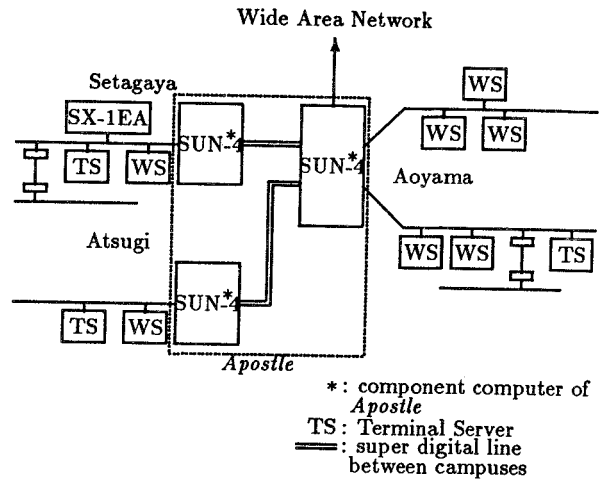 Wide Area Network
Setagaya
SX-1EA
TS
WS
SUN-4*
SUN-4*
WS
WS
WS
Aoyama
Atsugi
WS
WS
TS
TS
WS
SUN-4*
Apostle
*: component computer of
Apostle
TS: Terminal Server
: super digital line
between campuses